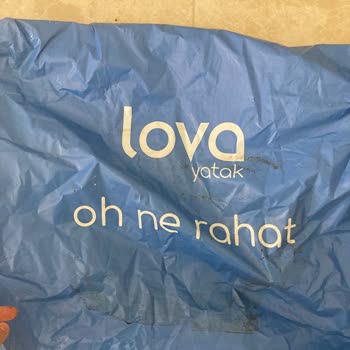 lova
yatak
oh ne rahat